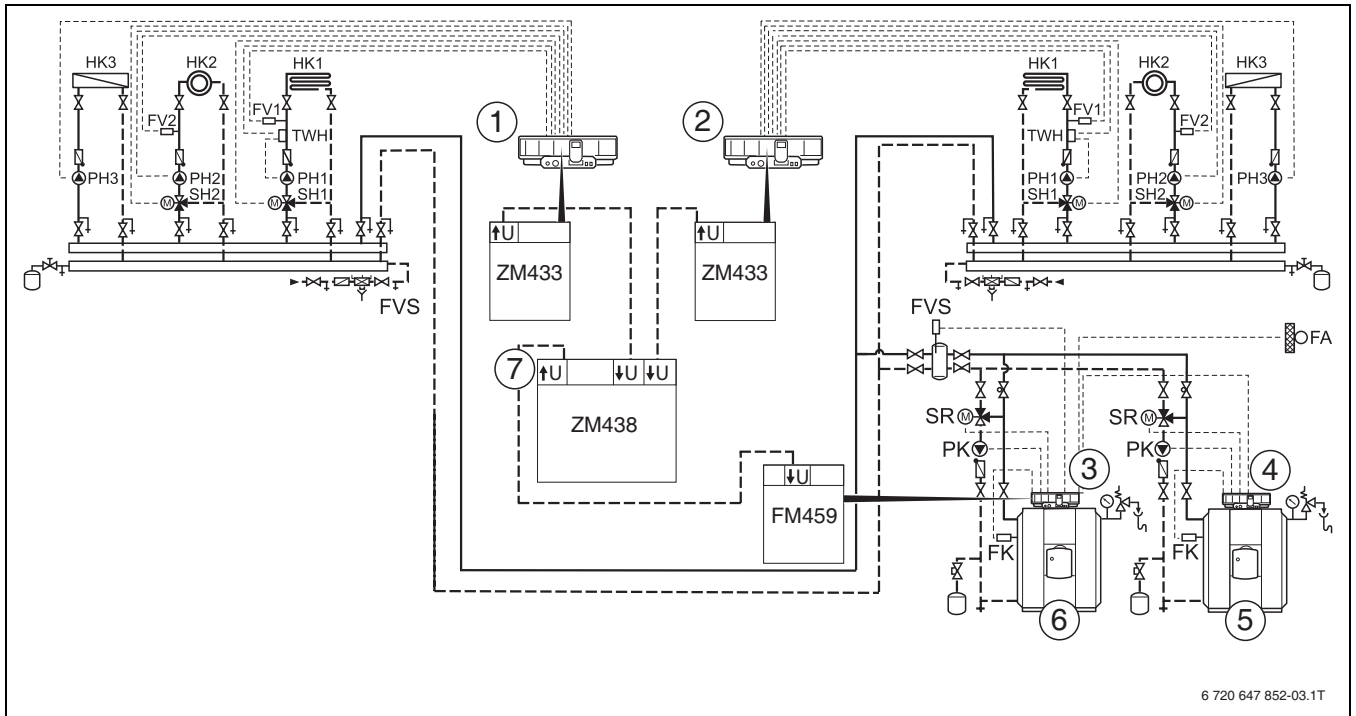 HK3 HK2 HK1
FV2 FV1
TWH
PH3 PH2 PH1
SH2 SH1
M M
FVS
1
2
HK1 HK2 HK3
FV1 FV2
TWH
PH1 PH2 PH3
SH1 SH2
M M
↑U
ZM433
↑U
ZM433
7
↑U ↓U ↓U
ZM438
↓U
FM459
FVS
FA
SR M
PK
3
FK
6
SR M
PK
4
FK
5
6 720 647 852-03.1T